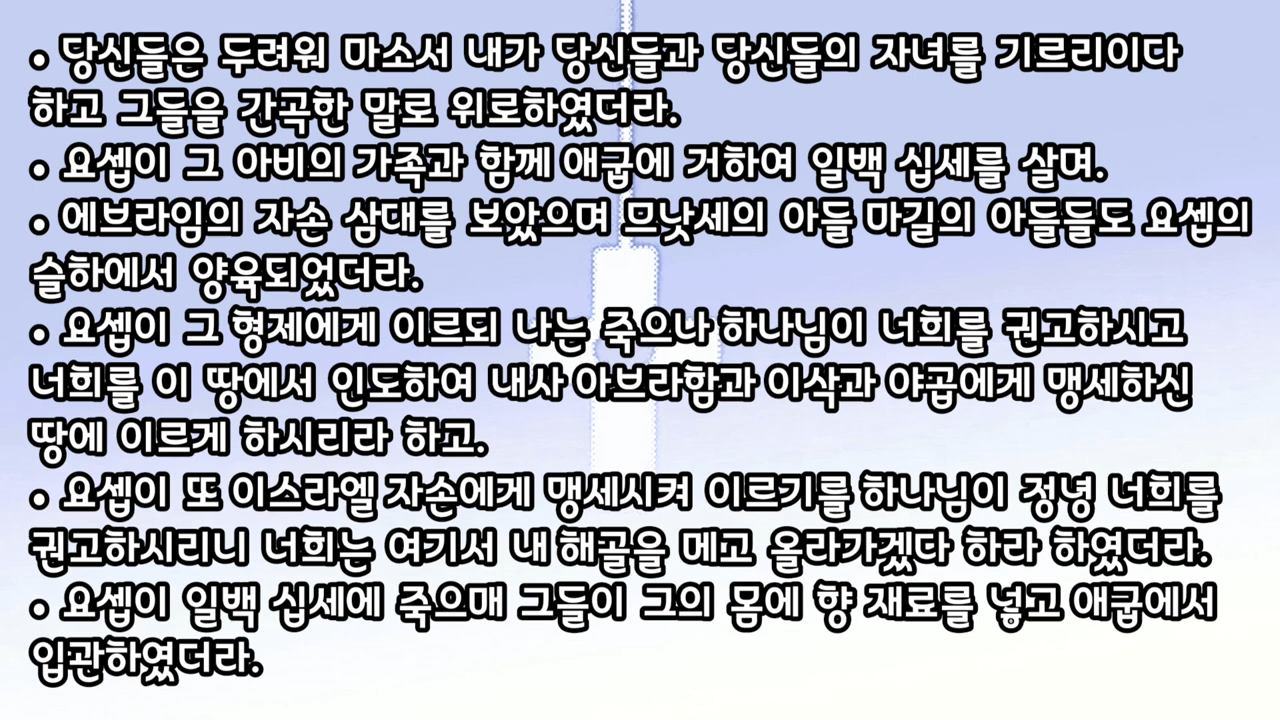 • 당신들은 두려워 마소서 내가 당신들과 당신들의 자녀를 기르리이다
하고 그들을 간곡한 말로 위로하였더라.
• 요셉이 그 아비의 가족과 함께 애굽에 거하여 일백 십세를 살며.
• 에브라임의 자손 삼대를 보았으며 므낫세의 아들 마길의 아들들도 요셉의
슬하에서 양육되었더라.
• 요셉이 그 형제에게 이르되 나는 죽으나 하나님이 너희를 권고하시고
너희를 이 땅에서 인도하여 내사 아브라함과 이삭과 야곱에게 맹세하신
땅에 이르게 하시리라 하고.
• 요셉이 또 이스라엘 자손에게 맹세시켜 이르기를 하나님이 정녕 너희를
권고하시리니 너희는 여기서 내 해골을 메고 올라가겠다 하라 하였더라.
• 요셉이 일백 십세에 죽으매 그들이 그의 몸에 향 재료를 넣고 애굽에서
입관하였더라.